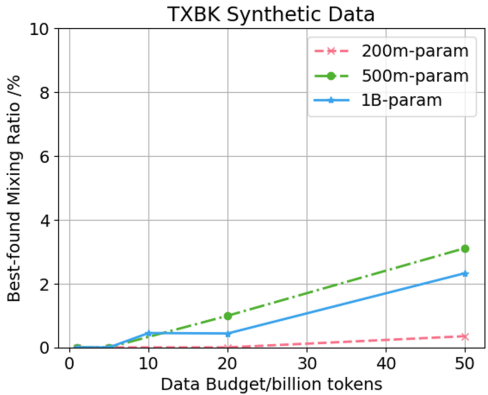 TXBK Synthetic Data
Best-found Mixing Ratio /%
10
8
6
4
2
0
200m-param
500m-param
1B-param
0 10 20 30 40 50
Data Budget/billion tokens